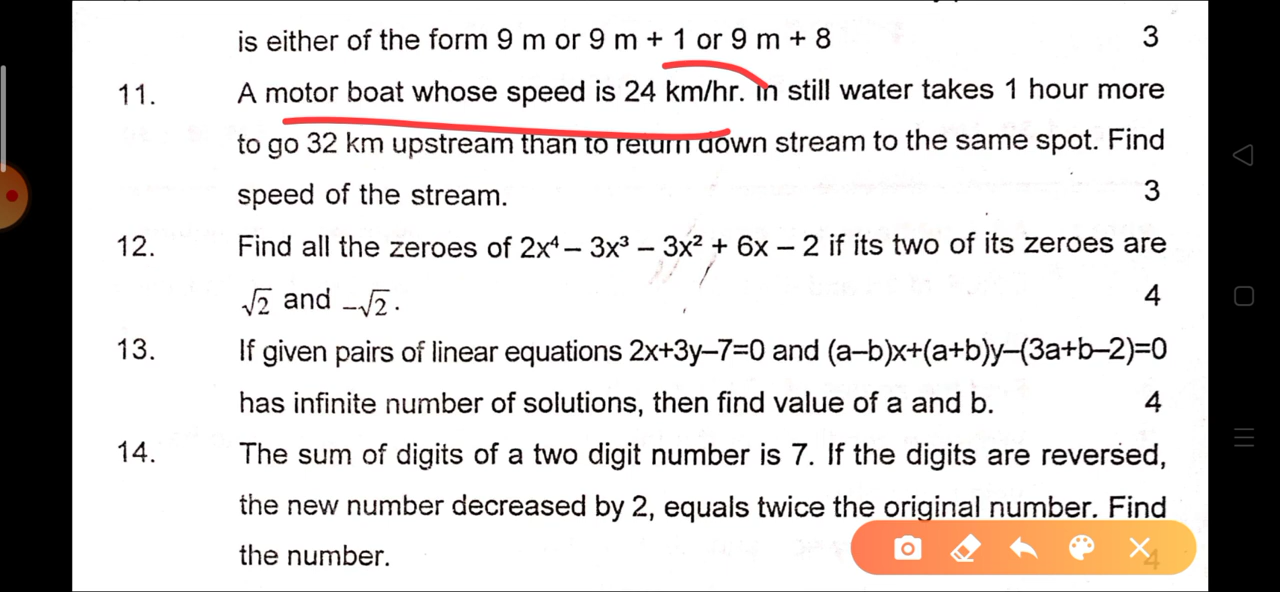 is either of the form 9 m or 9 m + 1 or 9 m + 8 3
11. A motor boat whose speed is 24 km/hr. in still water takes 1 hour more
to go 32 km upstream than to return down stream to the same spot. Find
speed of the stream. 3
12. Find all the zeroes of 2x⁴ – 3x³ – 3x² + 6x – 2 if its two of its zeroes are
√2 and –√2. 4
13. If given pairs of linear equations 2x+3y–7=0 and (a–b)x+(a+b)y–(3a+b–2)=0
has infinite number of solutions, then find value of a and b. 4
14. The sum of digits of a two digit number is 7. If the digits are reversed,
the new number decreased by 2, equals twice the original number. Find
the number. 4